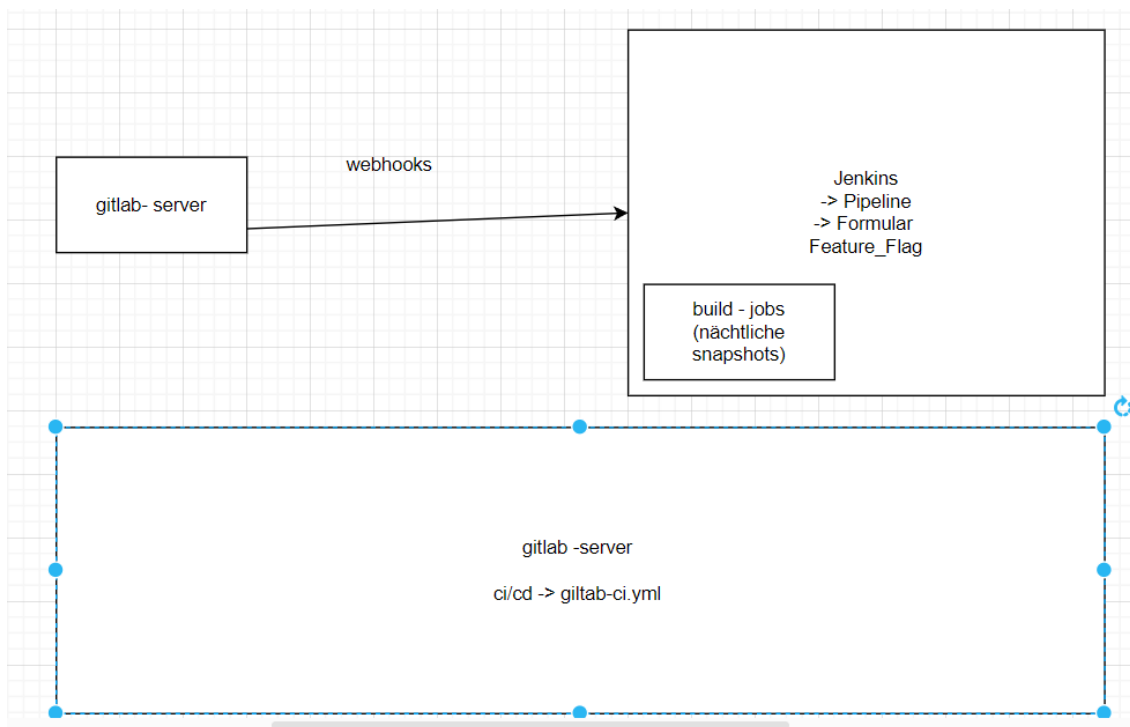 webhooks
gitlab- server
Jenkins
-> Pipeline
-> Formular
Feature_Flag
build - jobs
(nächtliche
snapshots)
gitlab -server
ci/cd -> giltab-ci.yml